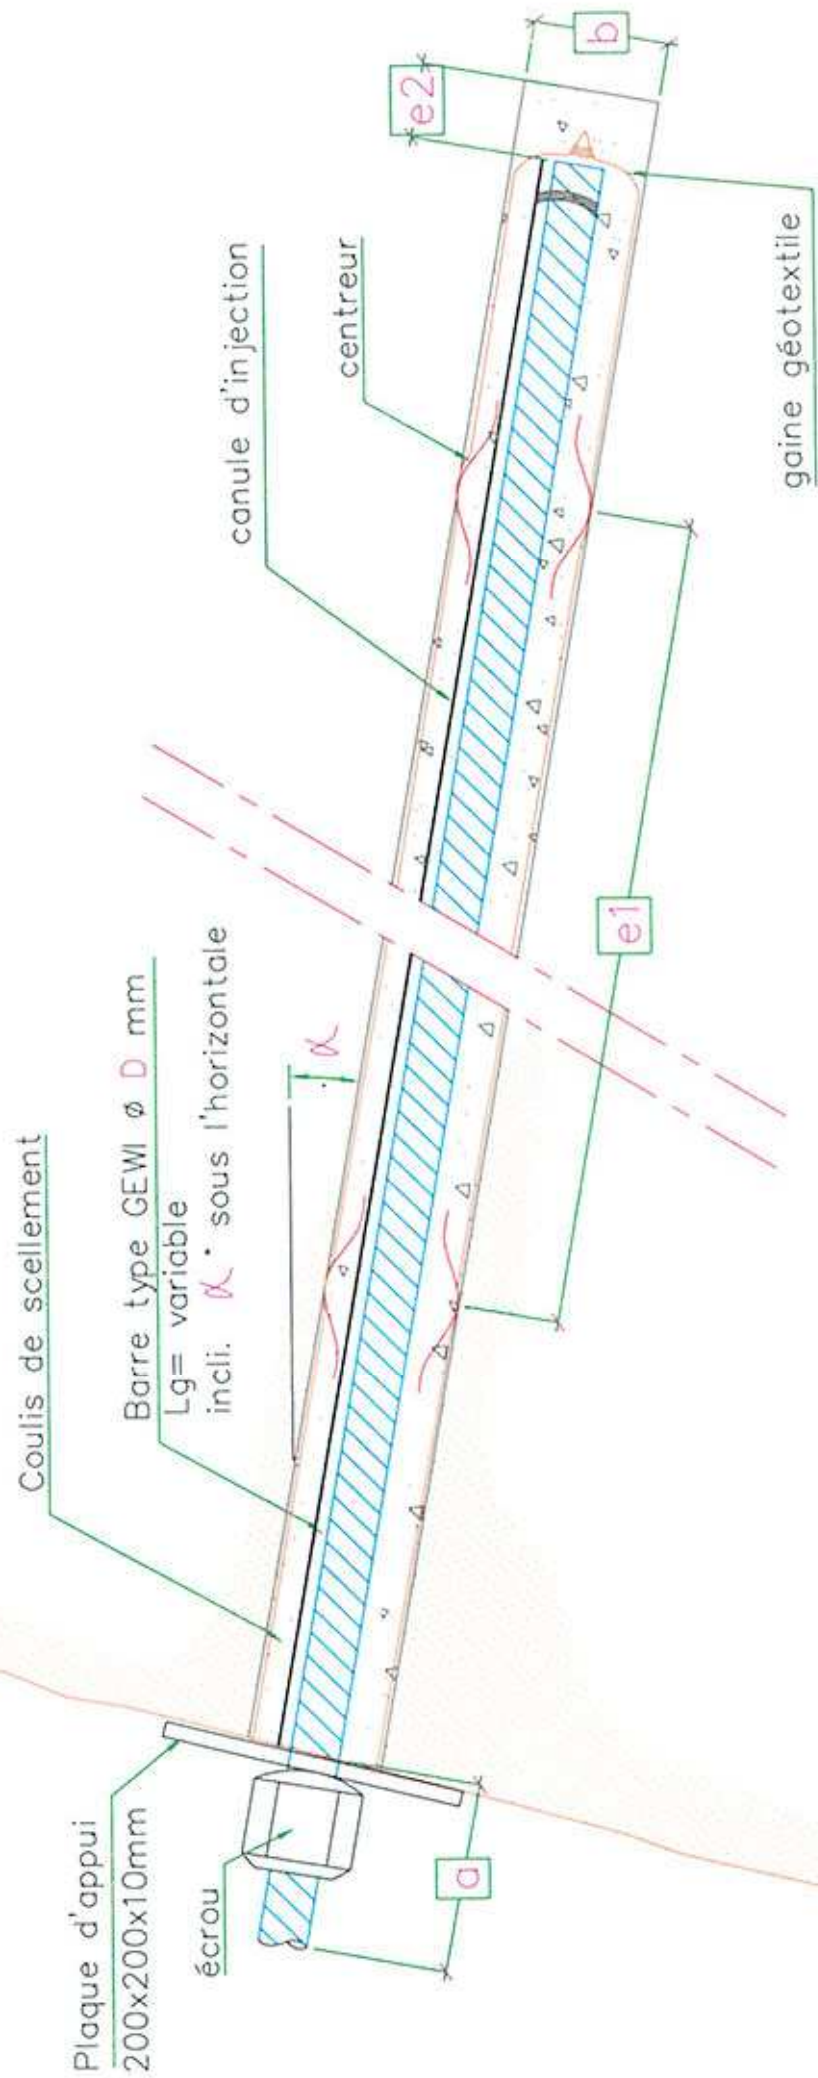 Plaque d'appui
200x200x10mm
écrou
a
Coulis de scellement
Barre type GEWI ø D mm
Lg= variable
incli. α ° sous l'horizontale
α
canule d'injection
centreur
e1
e2
b
gaine géotextile